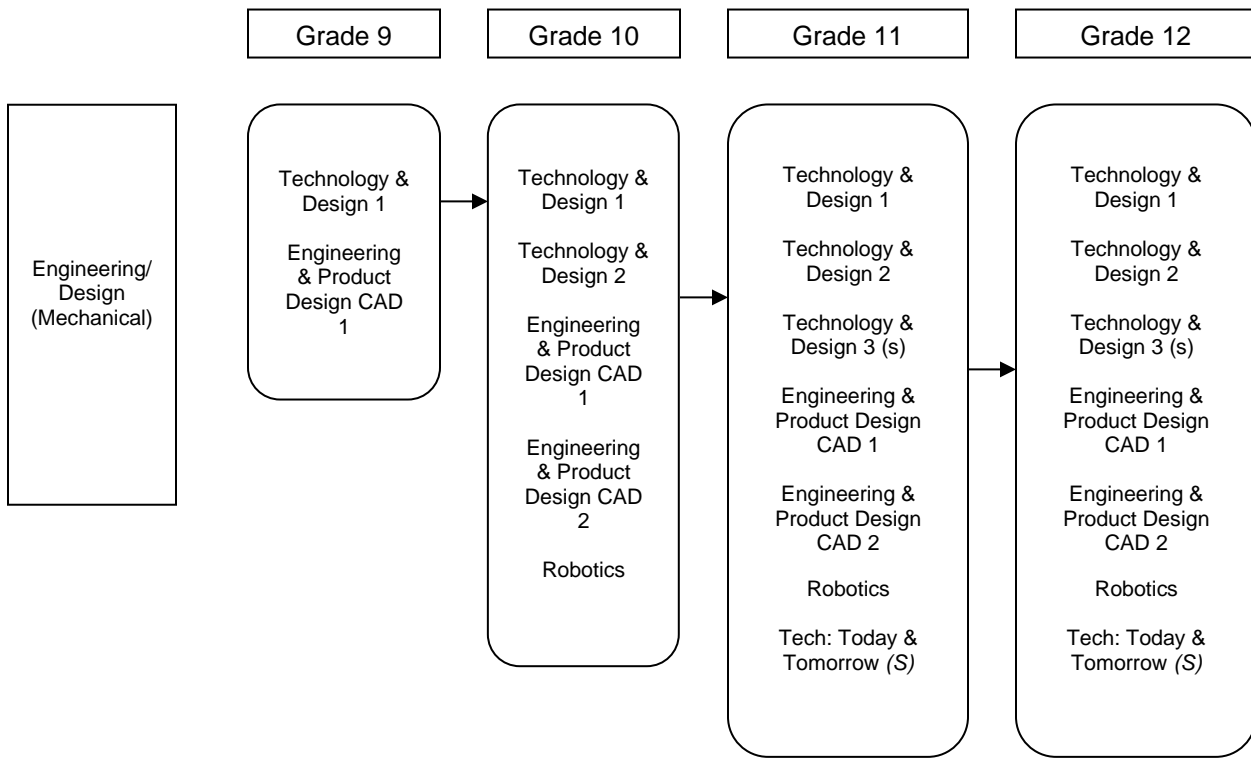 Grade 9
Grade 10
Grade 11
Grade 12
Engineering/
Design
(Mechanical)
Technology &
Design 1
Engineering
& Product
Design CAD
1
Technology &
Design 1
Technology &
Design 2
Engineering
& Product
Design CAD
1
Engineering
& Product
Design CAD
2
Robotics
Technology &
Design 1
Technology &
Design 2
Technology &
Design 3 (s)
Engineering &
Product Design
CAD 1
Engineering &
Product Design
CAD 2
Robotics
Tech: Today &
Tomorrow (S)
Technology &
Design 1
Technology &
Design 2
Technology &
Design 3 (s)
Engineering &
Product Design
CAD 1
Engineering &
Product Design
CAD 2
Robotics
Tech: Today &
Tomorrow (S)